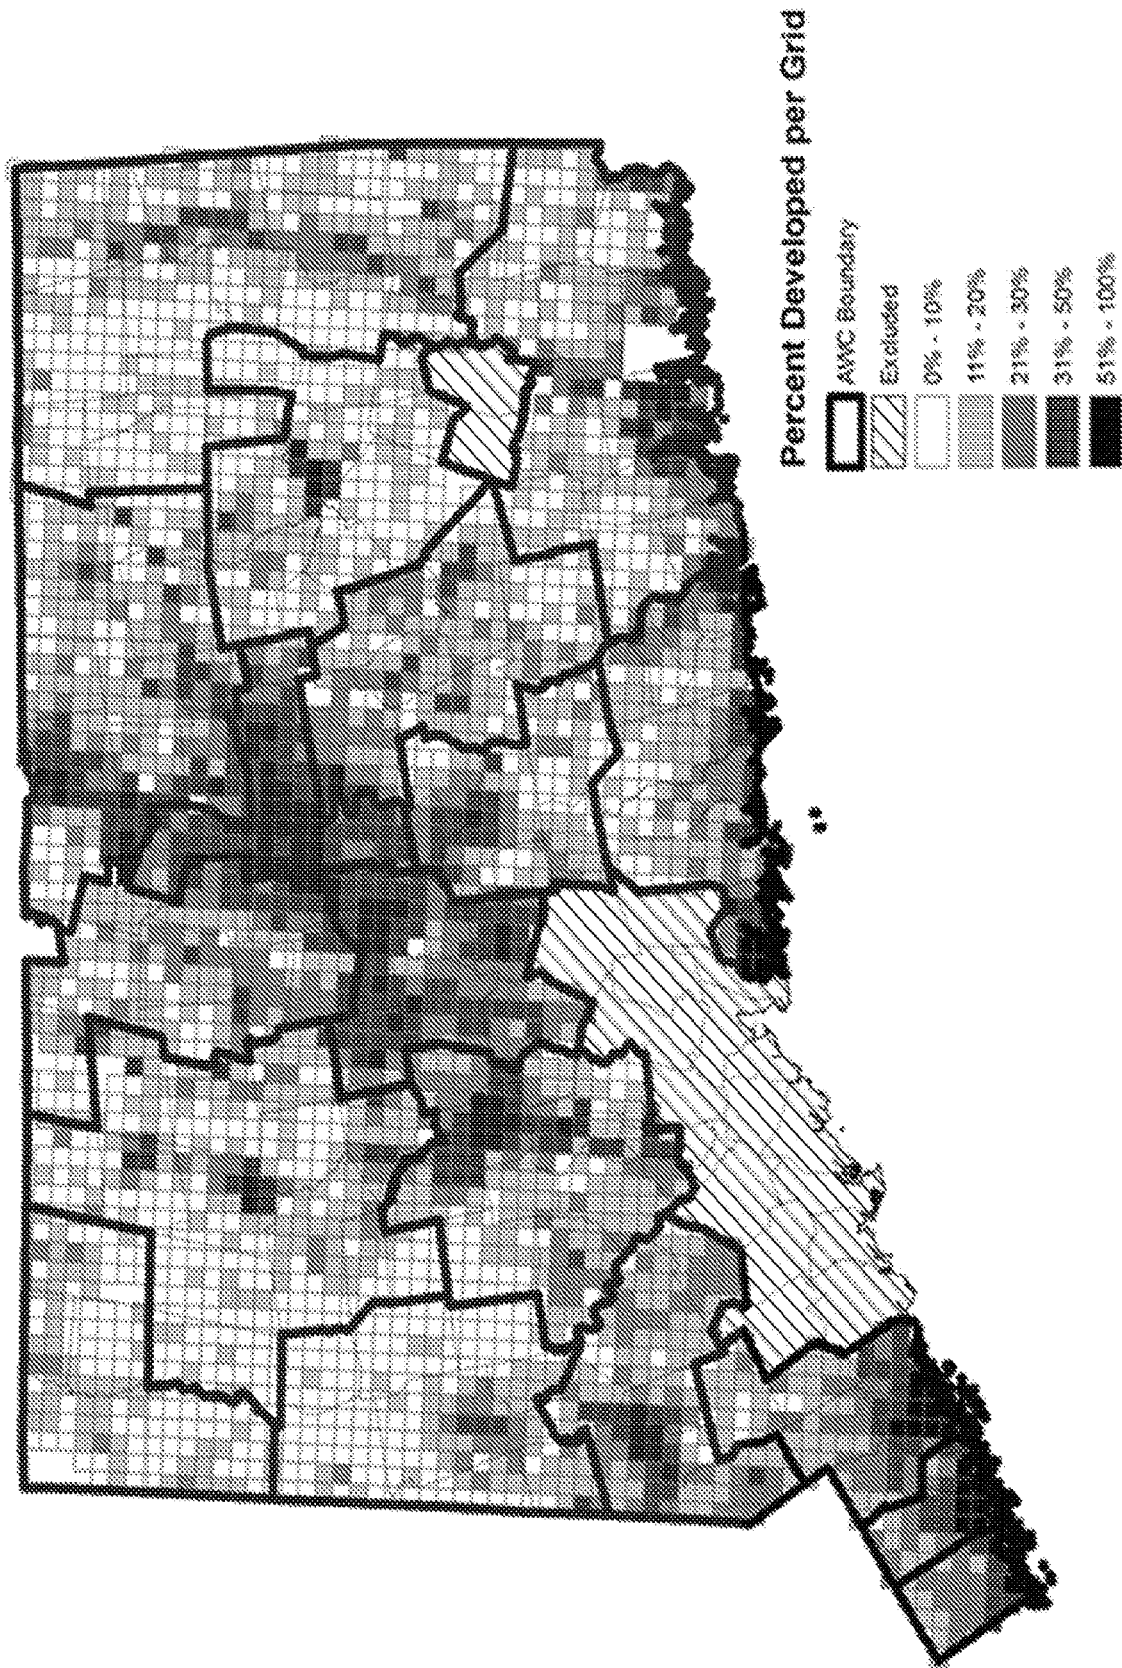 Percent Developed per Grid
AWC Boundary
Excluded
0% - 10%
11% - 20%
21% - 30%
31% - 50%
51% - 100%